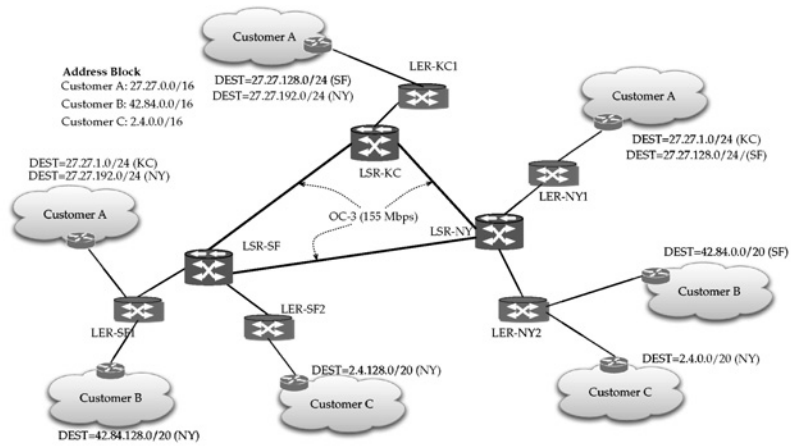 Customer A
LER-KC1
Address Block
Customer A: 27.27.0.0/16
Customer B: 42.84.0.0/16
Customer C: 2.4.0.0/16
DEST=27.27.128.0/24 (SF)
DEST=27.27.192.0/24 (NY)
LSR-KC
Customer A
DEST=27.27.1.0/24 (KC)
DEST=27.27.128.0/24/(SF)
LER-NY1
DEST=27.27.1.0/24 (KC)
DEST=27.27.192.0/24 (NY)
Customer A
OC-3 (155 Mbps)
LSR-NY
LSR-SF
DEST=42.84.0.0/20 (SF)
Customer B
LER-SF1
LER-SF2
LER-NY2
DEST=2.4.128.0/20 (NY)
DEST=2.4.0.0/20 (NY)
Customer B
Customer C
Customer C
DEST=42.84.128.0/20 (NY)